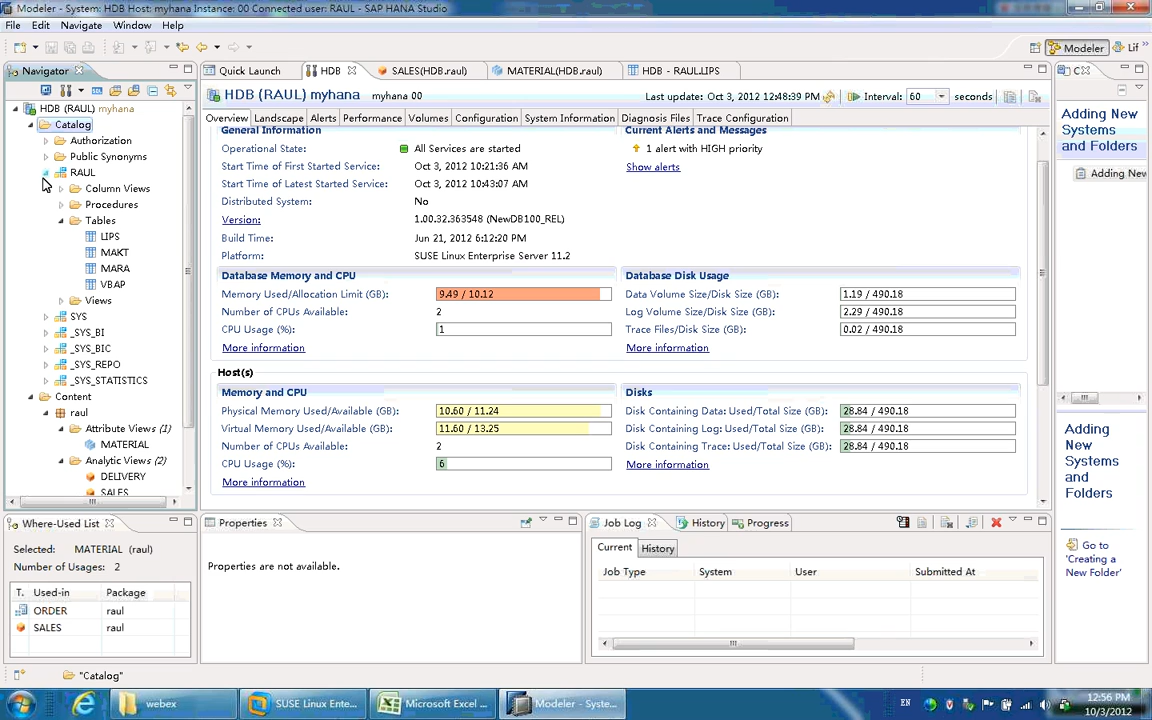 Modeler - System: HDB Host: myhana Instance: 00 Connected user: RAUL - SAP HANA Studio
File Edit Navigate Window Help
Modeler Lif
Navigator
HDB (RAUL) myhana
Catalog
Authorization
Public Synonyms
RAUL
Column Views
Procedures
Tables
LIPS
MAKT
MARA
VBAP
Views
SYS
_SYS_BI
_SYS_BIC
_SYS_REPO
_SYS_STATISTICS
Content
raul
Attribute Views (1)
MATERIAL
Analytic Views (2)
DELIVERY
SALES
Quick Launch HDB SALES(HDB.raul) MATERIAL(HDB.raul) HDB - RAUL.LIPS
HDB (RAUL) myhana myhana 00 Last update: Oct 3, 2012 12:48:39 PM Interval: 60 seconds
Overview Landscape Alerts Performance Volumes Configuration System Information Diagnosis Files Trace Configuration
General Information
Operational State: All Services are started
Start Time of First Started Service: Oct 3, 2012 10:21:36 AM
Start Time of Latest Started Service: Oct 3, 2012 10:43:07 AM
Distributed System: No
Version: 1.00.32.363548 (NewDB100_REL)
Build Time: Jun 21, 2012 6:12:20 PM
Platform: SUSE Linux Enterprise Server 11.2
Current Alerts and Messages
1 alert with HIGH priority
Show alerts
Database Memory and CPU
Memory Used/Allocation Limit (GB): 9.49 / 10.12
Number of CPUs Available: 2
CPU Usage (%): 1
More information
Database Disk Usage
Data Volume Size/Disk Size (GB): 1.19 / 490.18
Log Volume Size/Disk Size (GB): 2.29 / 490.18
Trace Files/Disk Size (GB): 0.02 / 490.18
More information
Host(s)
Memory and CPU
Physical Memory Used/Available (GB): 10.60 / 11.24
Virtual Memory Used/Available (GB): 11.60 / 13.25
Number of CPUs Available: 2
CPU Usage (%): 6
More information
Disks
Disk Containing Data: Used/Total Size (GB): 28.84 / 490.18
Disk Containing Log: Used/Total Size (GB): 28.84 / 490.18
Disk Containing Trace: Used/Total Size (GB): 28.84 / 490.18
More information
Adding New
Systems
and Folders
Adding New
Adding
New
Systems
and
Folders
Go to
'Creating a
New Folder'
Where-Used List
Selected: MATERIAL (raul)
Number of Usages: 2
T. Used-in Package
ORDER raul
SALES raul
Properties
Properties are not available.
Job Log History Progress
Current History
Job Type System User Submitted At
"Catalog"
webex SUSE Linux Ente... Microsoft Excel ... Modeler - Syste...
EN
12:56 PM
10/3/2012